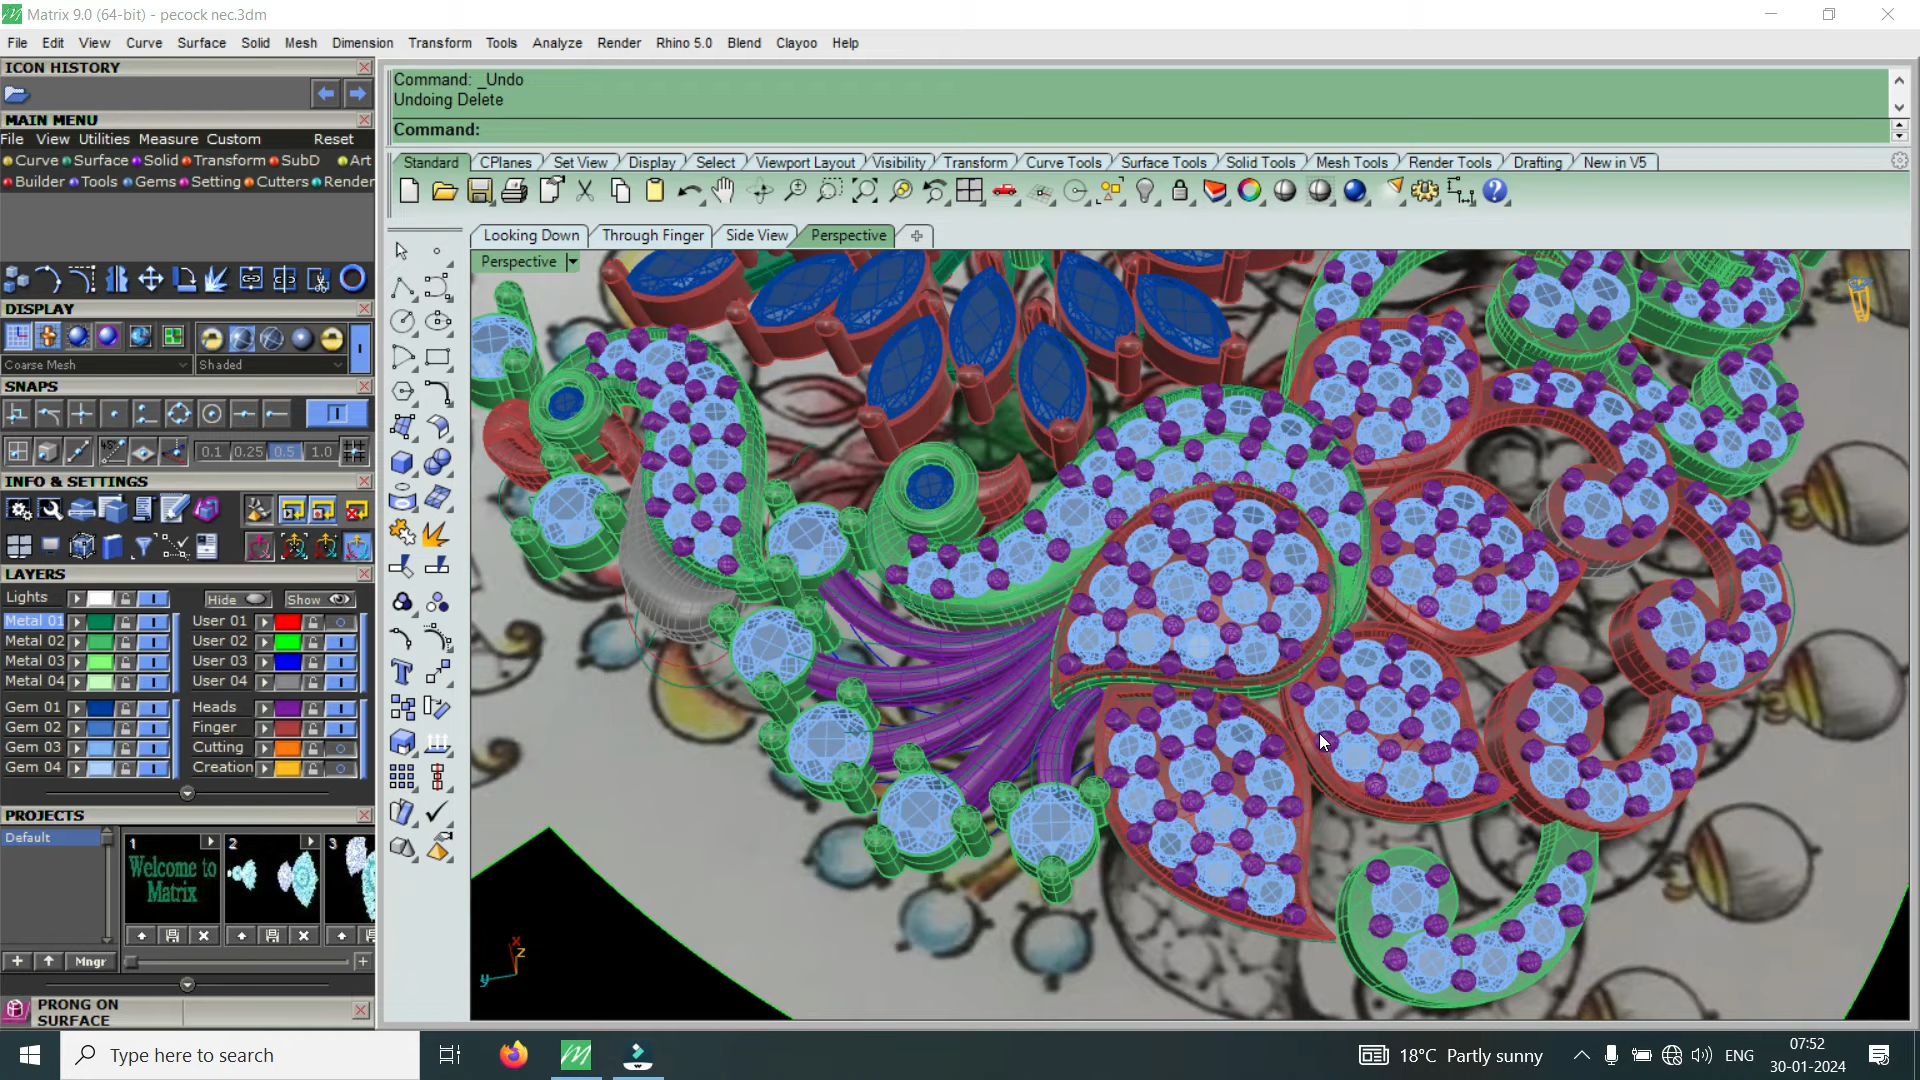 Matrix 9.0 (64-bit) - pecock nec.3dm
File Edit View Curve Surface Solid Mesh Dimension Transform Tools Analyze Render Rhino 5.0 Blend Clayoo Help
ICON HISTORY
MAIN MENU
File View Utilities Measure Custom Reset
Curve Surface Solid Transform SubD Art
Builder Tools Gems Setting Cutters Render
DISPLAY
Coarse Mesh Shaded
SNAPS
0.1 0.25 0.5 1.0
INFO & SETTINGS
LAYERS
Lights Hide Show
Metal 01 User 01
Metal 02 User 02
Metal 03 User 03
Metal 04 User 04
Gem 01 Heads
Gem 02 Finger
Gem 03 Cutting
Gem 04 Creation
PROJECTS
Default
1 2 3
Welcome to
Matrix
Mngr
PRONG ON
SURFACE
Command: _Undo
Undoing Delete
Command:
Standard CPlanes Set View Display Select Viewport Layout Visibility Transform Curve Tools Surface Tools Solid Tools Mesh Tools Render Tools Drafting New in V5
Looking Down Through Finger Side View Perspective
Perspective
x
z
y
Type here to search
18°C Partly sunny
ENG
07:52
30-01-2024